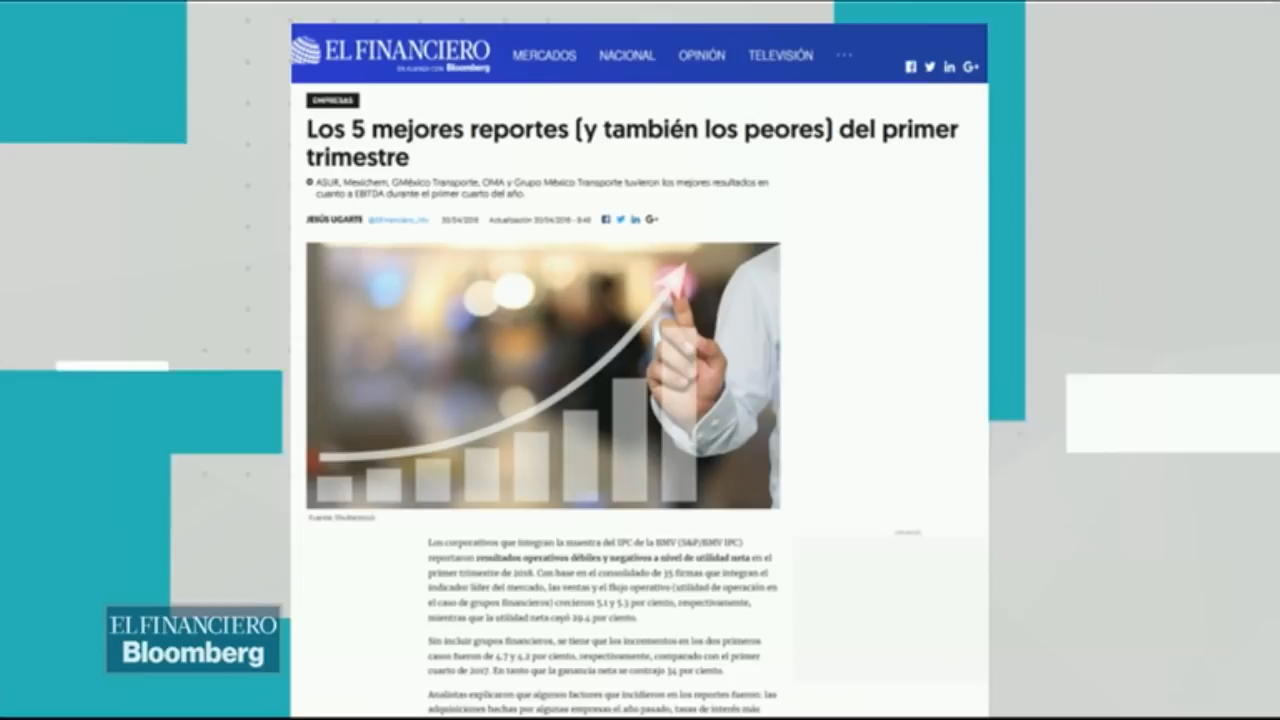 EL FINANCIERO
EN ALIANZA CON Bloomberg
MERCADOS NACIONAL OPINIÓN TELEVISIÓN ...
EMPRESAS
Los 5 mejores reportes (y también los peores) del primer
trimestre
ASUR, Mexichem, GMéxico Transporte, OMA y Grupo México Transporte tuvieron los mejores resultados en
cuanto a EBITDA durante el primer cuarto del año.
JESÚS UGARTE 30/04/2018 Actualización 30/04/2018 -
Fuente: Shutterstock
Los corporativos que integran la muestra del IPC de la BMV (S&P/BMV IPC)
reportaron resultados operativos débiles y negativos a nivel de utilidad neta en el
primer trimestre de 2018. Con base en el consolidado de 35 firmas que integran el
indicador líder del mercado, las ventas y el flujo operativo (utilidad de operación en
el caso de grupos financieros) crecieron 5.1 y 5.3 por ciento, respectivamente,
mientras que la utilidad neta cayó 29.4 por ciento.
Sin incluir grupos financieros, se tiene que los incrementos en los dos primeros
casos fueron de 4.7 y 4.2 por ciento, respectivamente, comparado con el primer
cuarto de 2017. En tanto que la ganancia neta se contrajo 34 por ciento.
Analistas explicaron que algunos factores que incidieron en los reportes fueron: las
adquisiciones hechas por algunas empresas el año pasado, tasas de interés más
EL FINANCIERO
Bloomberg